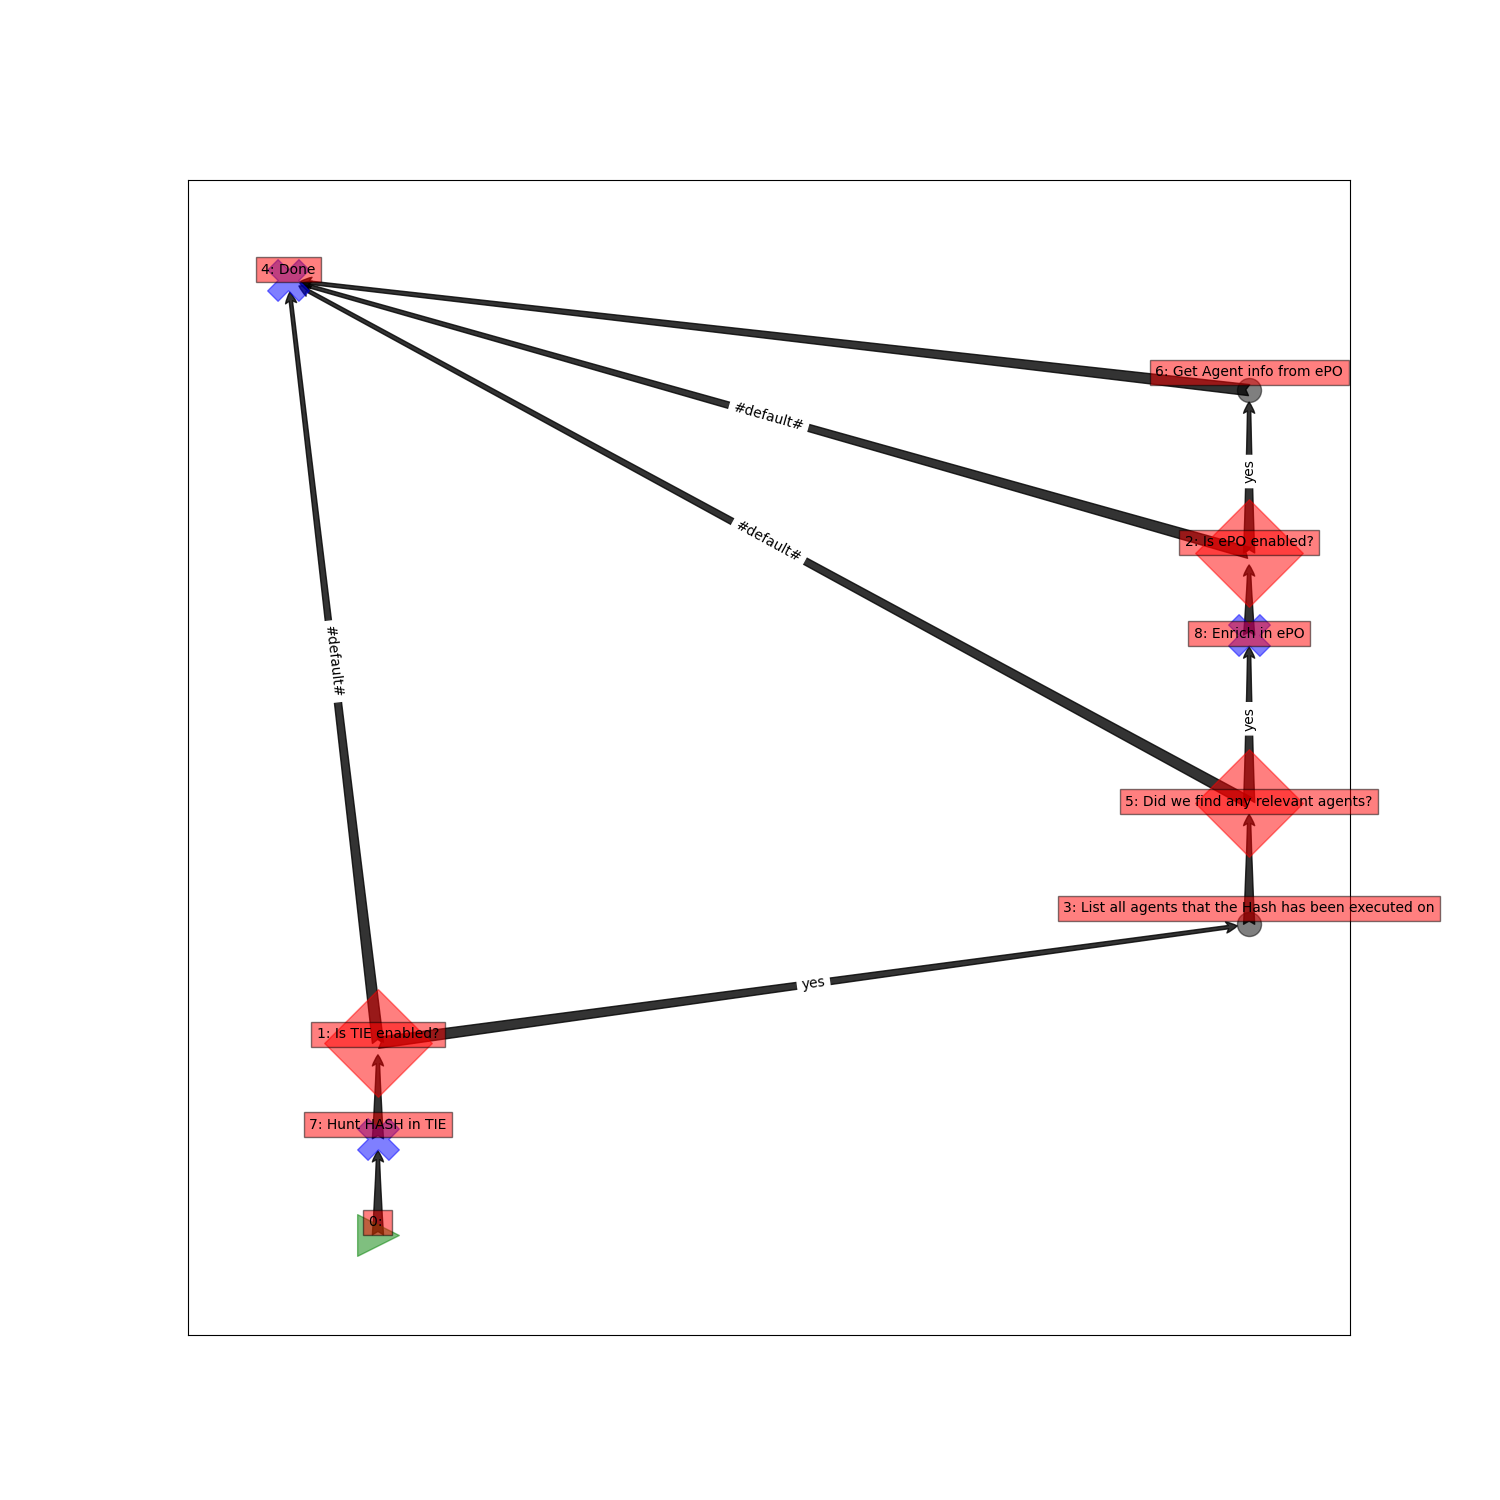 4: Done
6: Get Agent info from ePO
#default#
yes
#default#
2: Is ePO enabled?
8: Enrich in ePO
#default#
yes
5: Did we find any relevant agents?
3: List all agents that the Hash has been executed on
yes
1: Is TIE enabled?
7: Hunt HASH in TIE
0: